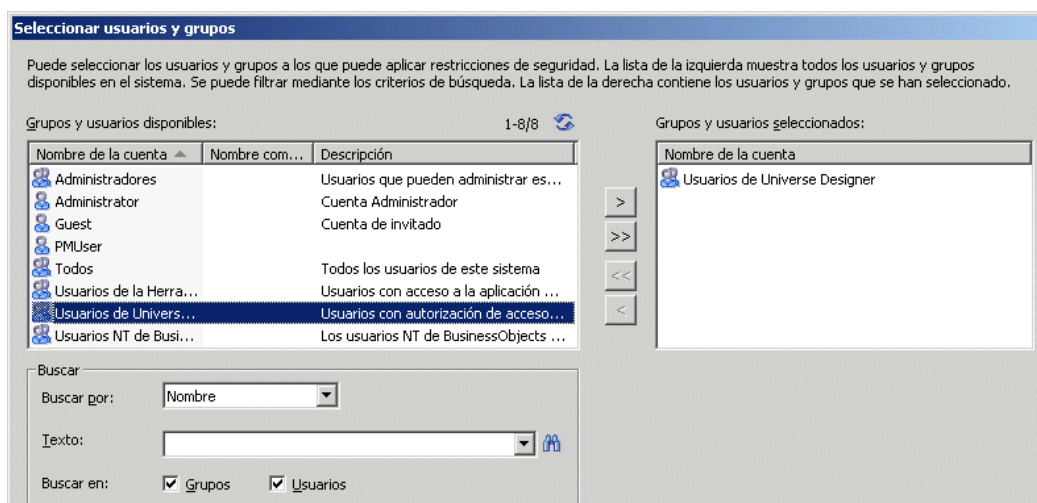 Seleccionar usuarios y grupos
Puede seleccionar los usuarios y grupos a los que puede aplicar restricciones de seguridad. La lista de la izquierda muestra todos los usuarios y grupos
disponibles en el sistema. Se puede filtrar mediante los criterios de búsqueda. La lista de la derecha contiene los usuarios y grupos que se han seleccionado.
Grupos y usuarios disponibles: 1-8/8
Nombre de la cuenta Nombre com... Descripción
Administradores Usuarios que pueden administrar es...
Administrator Cuenta Administrador
Guest Cuenta de invitado
PMUser
Todos Todos los usuarios de este sistema
Usuarios de la Herra... Usuarios con acceso a la aplicación ...
Usuarios de Univers... Usuarios con autorización de acceso...
Usuarios NT de Busi... Los usuarios NT de BusinessObjects ...
>
>>
<<
<
Grupos y usuarios seleccionados:
Nombre de la cuenta
Usuarios de Universe Designer
Buscar
Buscar por: Nombre
Texto:
Buscar en: Grupos Usuarios